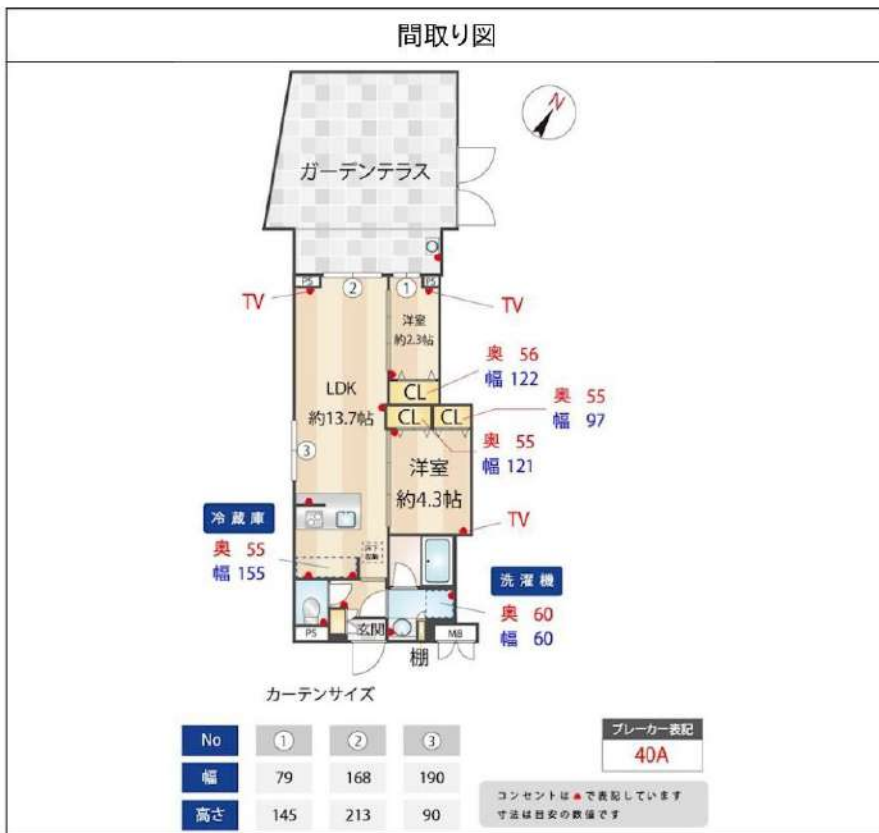 間取り図
N
ガーデンテラス
PS
②
①
PS
TV
TV
洋室
約2.3帖
奥 56
幅 122
CL
LDK
約13.7帖
CL
CL
奥 55
幅 97
③
奥 55
幅 121
洋室
約4.3帖
冷蔵庫
奥 55
幅 155
TV
床下
収納
洗濯機
奥 60
幅 60
PS
玄関
MB
棚
カーテンサイズ
No ① ② ③
幅 79 168 190
高さ 145 213 90
ブレーカー表記
40A
コンセントは で表記しています
寸法は目安の数値です